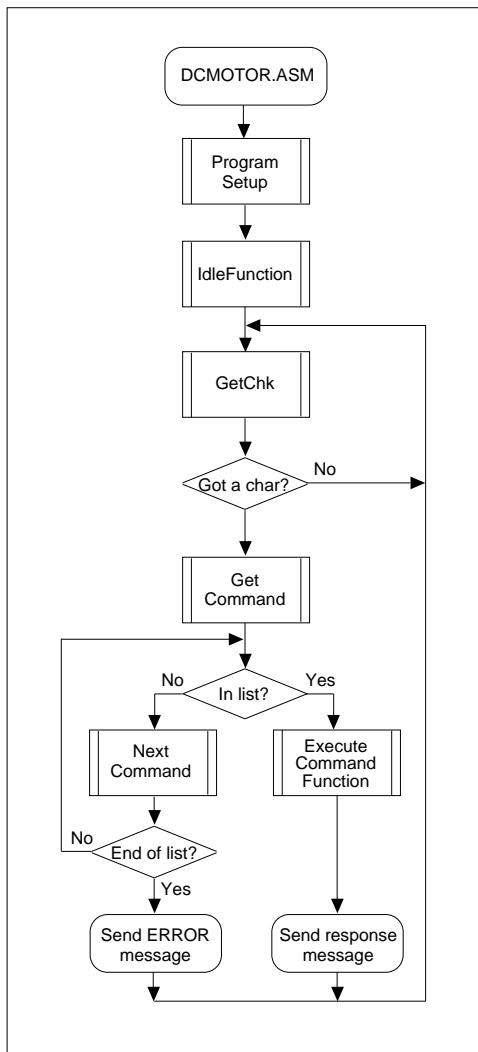 DCMOTOR.ASM
Program
Setup
IdleFunction
GetChk
Got a char?
No
Get
Command
No
In list?
Yes
Next
Command
Execute
Command
Function
No
End of list?
Yes
Send ERROR
message
Send response
message